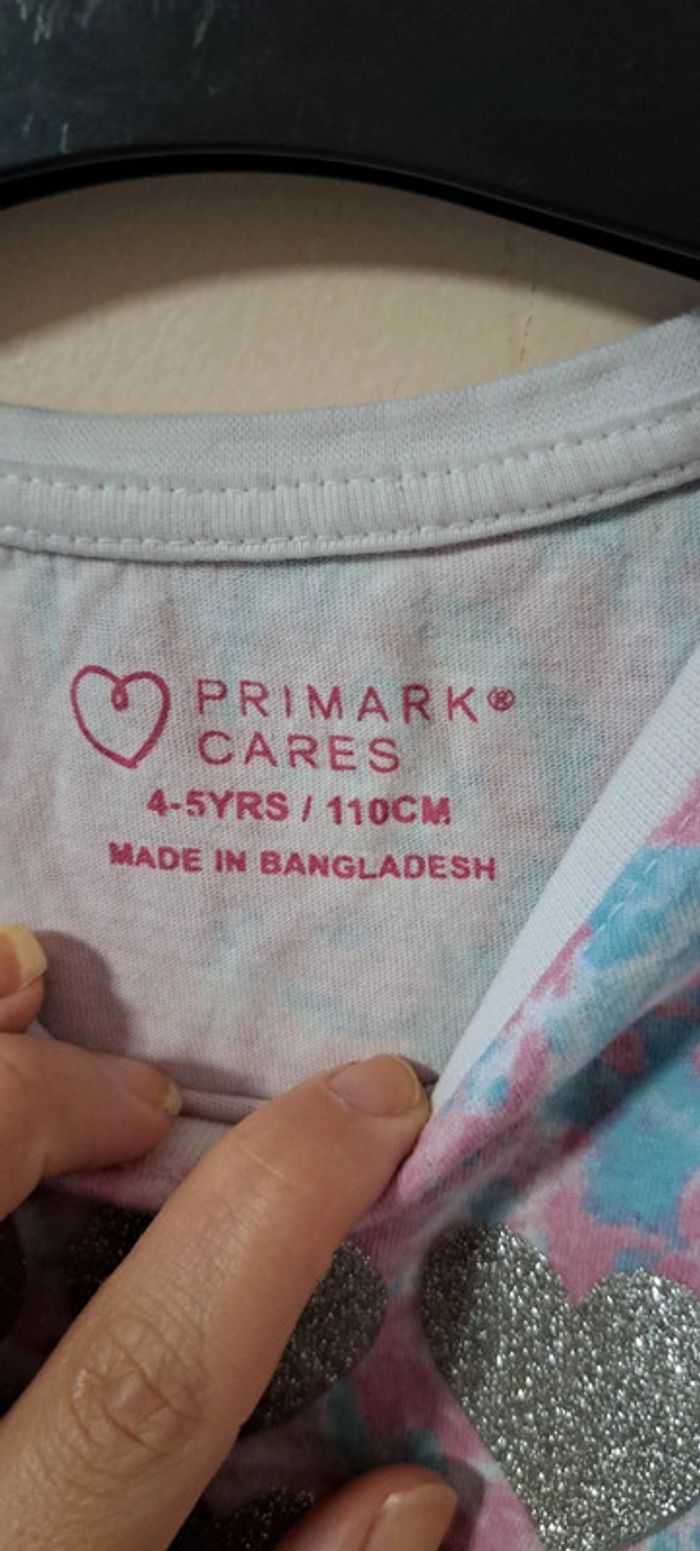 PRIMARK®
CARES
4-5YRS / 110CM
MADE IN BANGLADESH